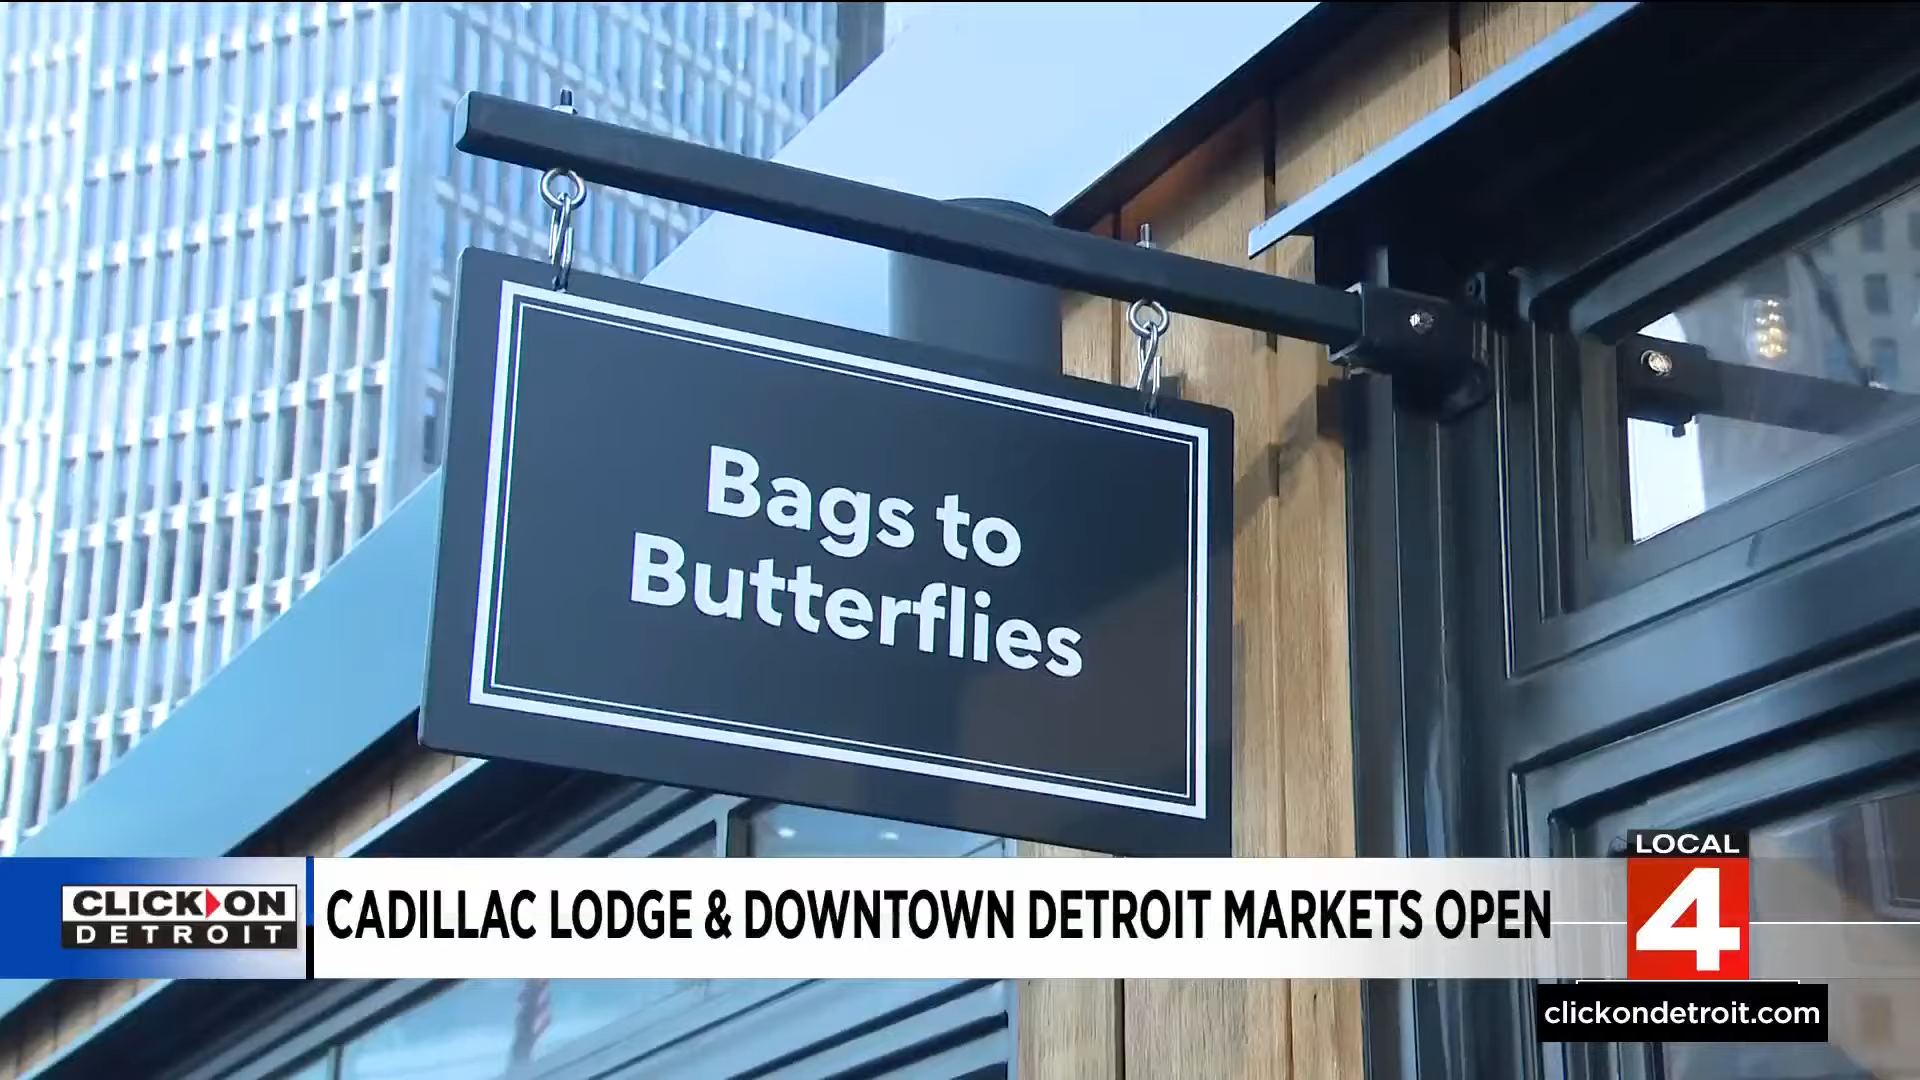 Bags to
Butterflies
LOCAL
4
CLICK ON
DETROIT
CADILLAC LODGE & DOWNTOWN DETROIT MARKETS OPEN
clickondetroit.com